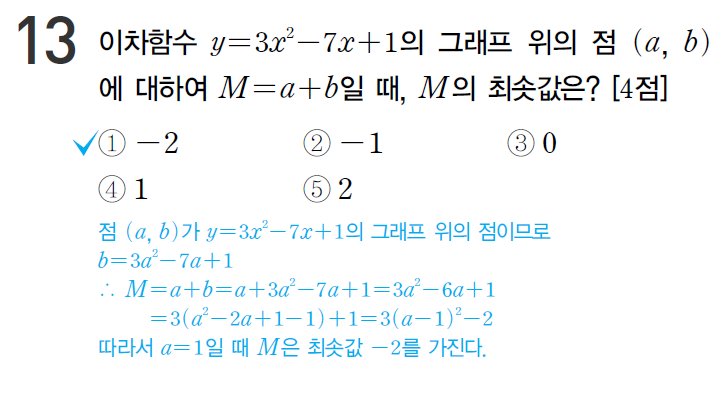 13 이차함수 y=3x²-7x+1의 그래프 위의 점 (a, b)
에 대하여 M=a+b일 때, M의 최솟값은? [4점]
✓① -2 ② -1 ③ 0
④ 1 ⑤ 2
점 (a, b)가 y=3x²-7x+1의 그래프 위의 점이므로
b=3a²-7a+1
∴ M=a+b=a+3a²-7a+1=3a²-6a+1
=3(a²-2a+1-1)+1=3(a-1)²-2
따라서 a=1일 때 M은 최솟값 -2를 가진다.